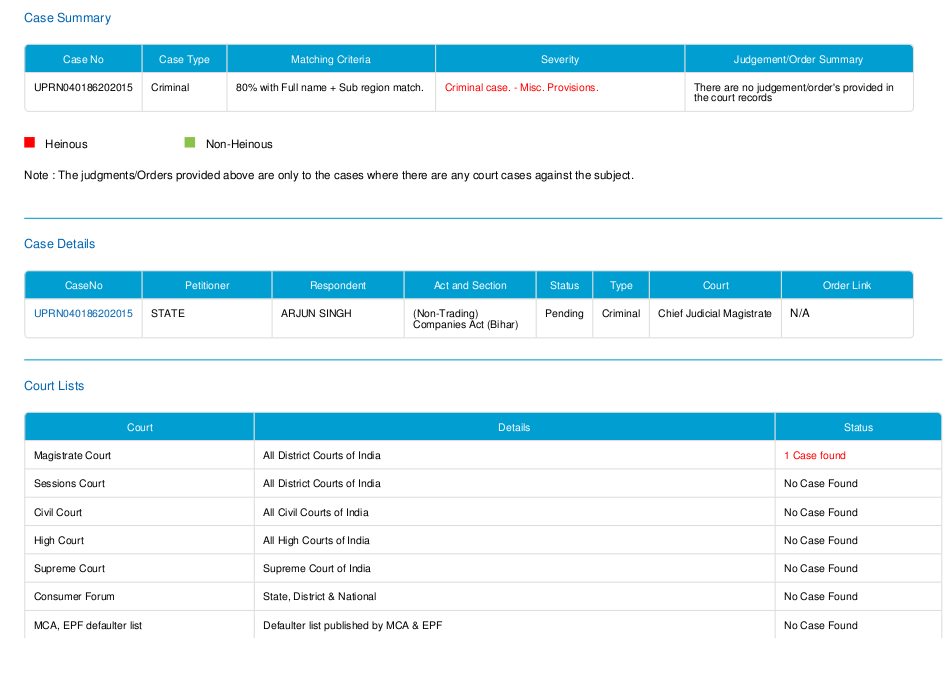 Case Summary
Case No Case Type Matching Criteria Severity Judgement/Order Summary
UPRN040186202015 Criminal 80% with Full name + Sub region match. Criminal case. - Misc. Provisions. There are no judgement/order's provided in
the court records
Heinous Non-Heinous
Note : The judgments/Orders provided above are only to the cases where there are any court cases against the subject.
Case Details
CaseNo Petitioner Respondent Act and Section Status Type Court Order Link
UPRN040186202015 STATE ARJUN SINGH (Non-Trading) Pending Criminal Chief Judicial Magistrate N/A
Companies Act (Bihar)
Court Lists
Court Details Status
Magistrate Court All District Courts of India 1 Case found
Sessions Court All District Courts of India No Case Found
Civil Court All Civil Courts of India No Case Found
High Court All High Courts of India No Case Found
Supreme Court Supreme Court of India No Case Found
Consumer Forum State, District & National No Case Found
MCA, EPF defaulter list Defaulter list published by MCA & EPF No Case Found